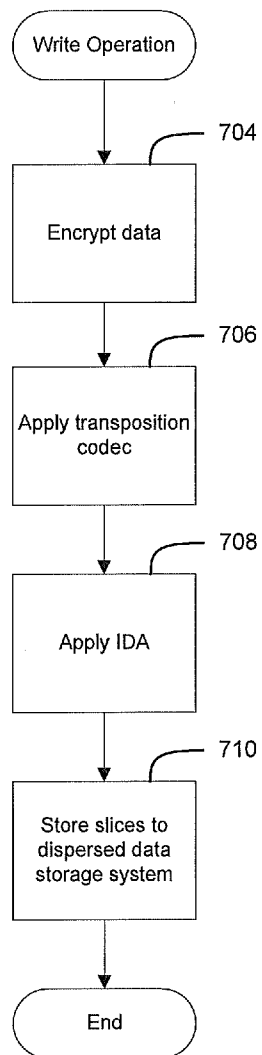 Write Operation
704
Encrypt data
706
Apply transposition
codec
708
Apply IDA
710
Store slices to
dispersed data
storage system
End